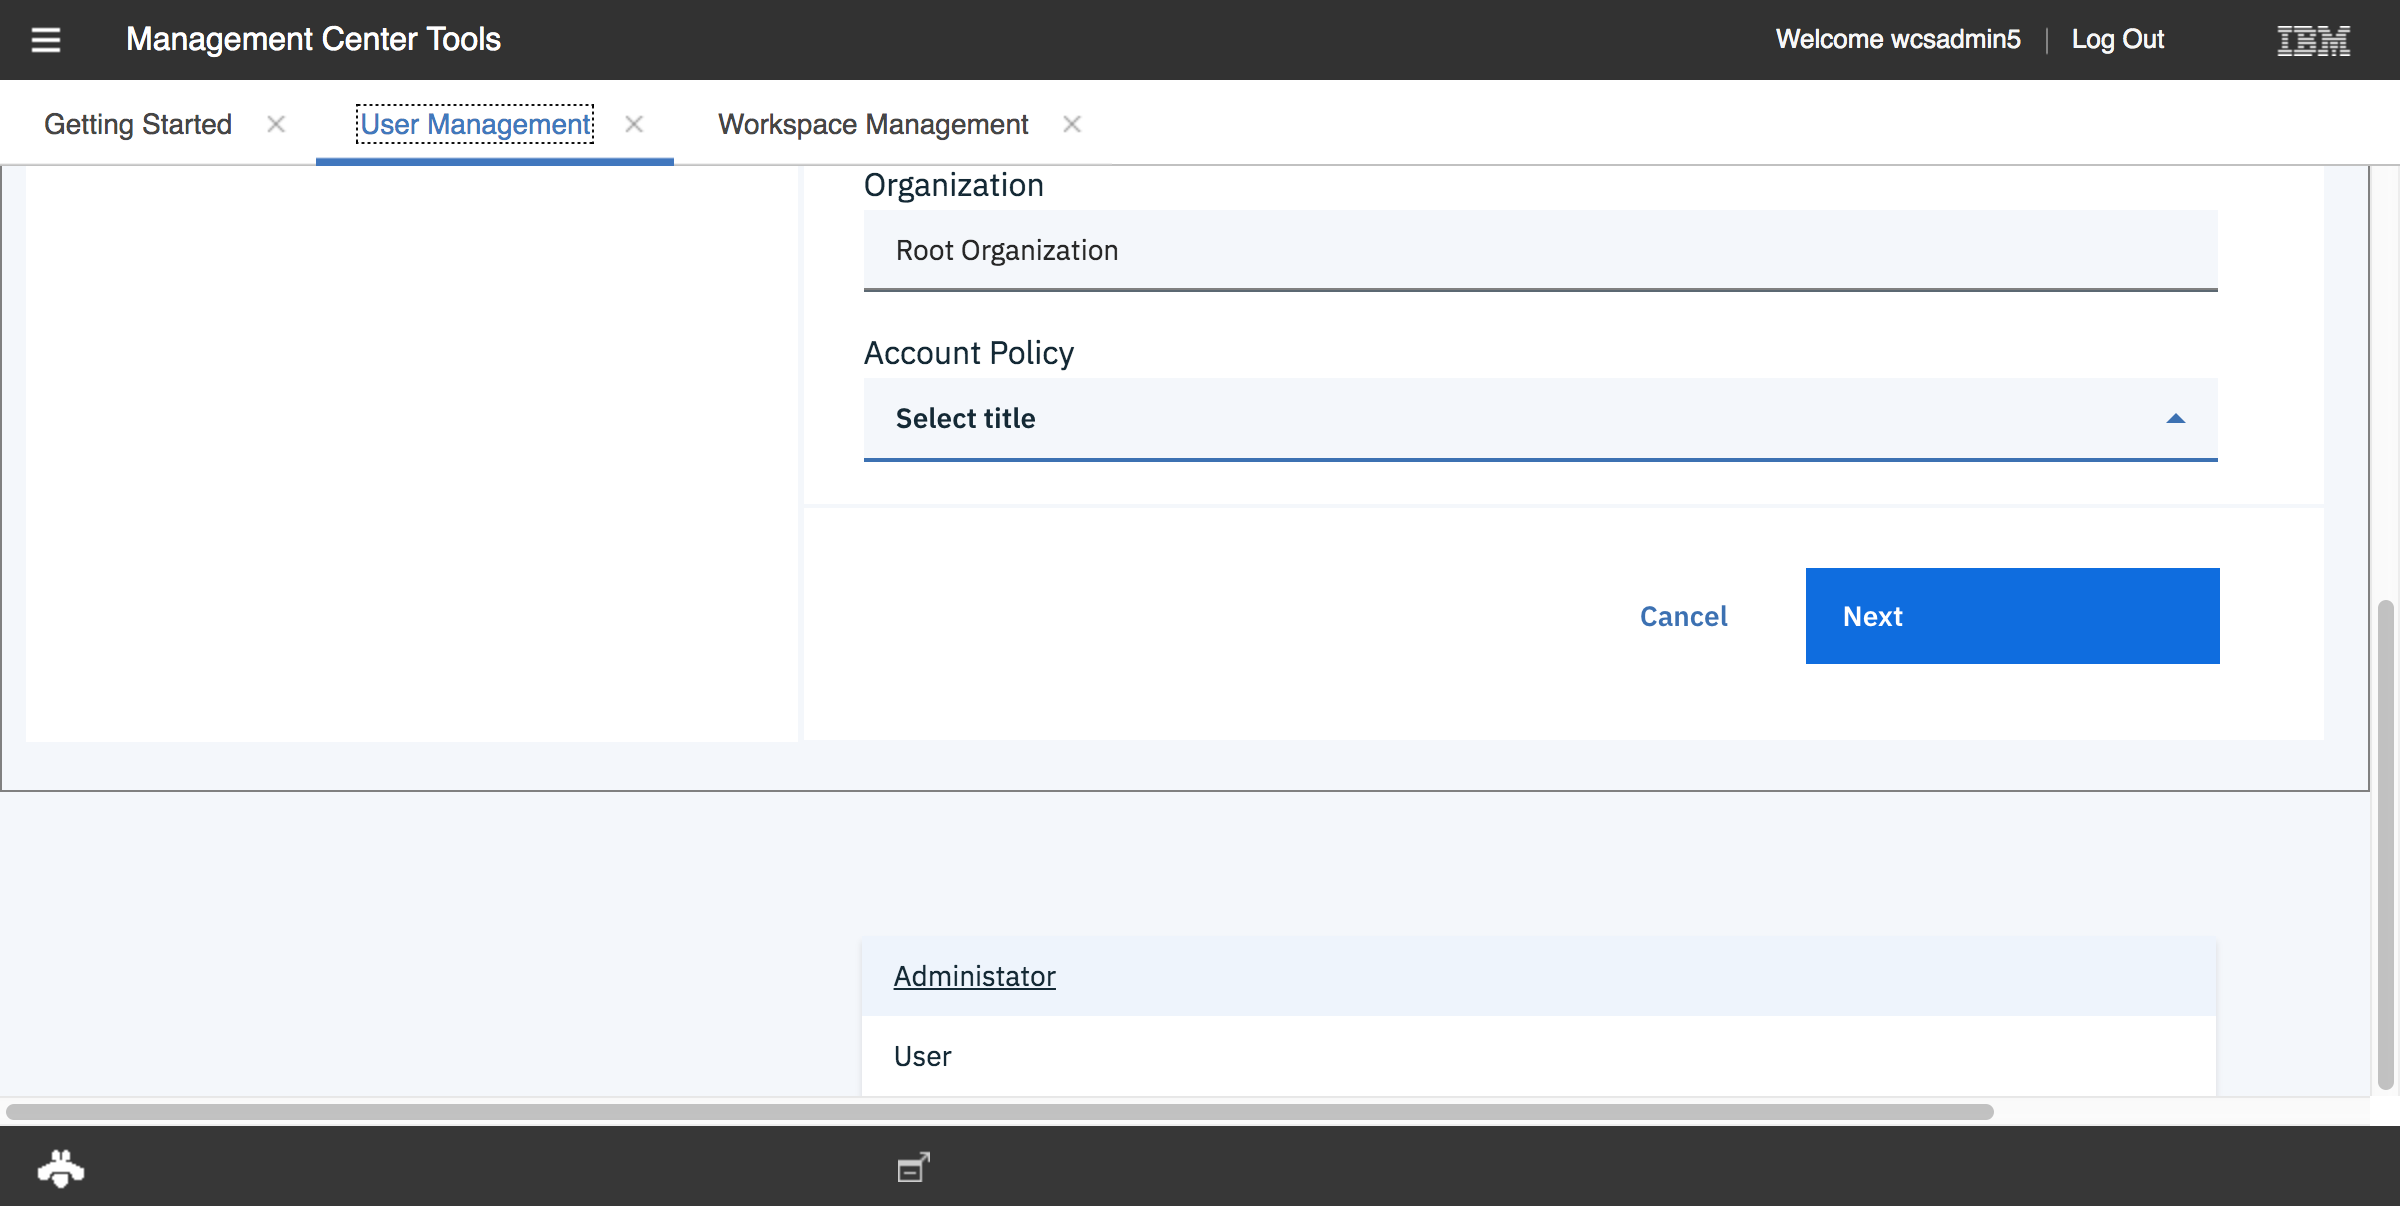 Management Center Tools
Welcome wcsadmin5 | Log Out
IBM
Getting Started
User Management
Workspace Management
Organization
Root Organization
Account Policy
Select title
Cancel
Next
Administator
User